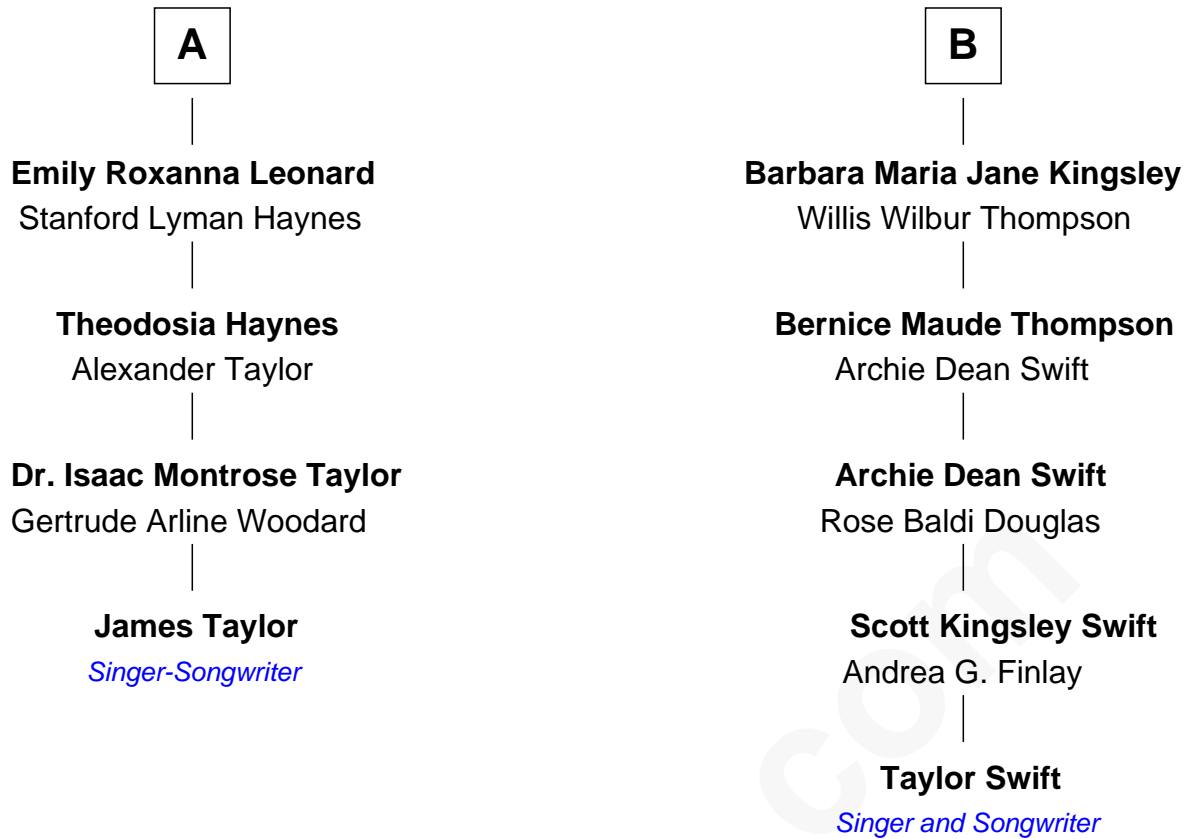 A
Emily Roxanna Leonard
Stanford Lyman Haynes
Theodosia Haynes
Alexander Taylor
Dr. Isaac Montrose Taylor
Gertrude Arline Woodard
James Taylor
Singer-Songwriter
B
Barbara Maria Jane Kingsley
Willis Wilbur Thompson
Bernice Maude Thompson
Archie Dean Swift
Archie Dean Swift
Rose Baldi Douglas
Scott Kingsley Swift
Andrea G. Finlay
Taylor Swift
Singer and Songwriter
com